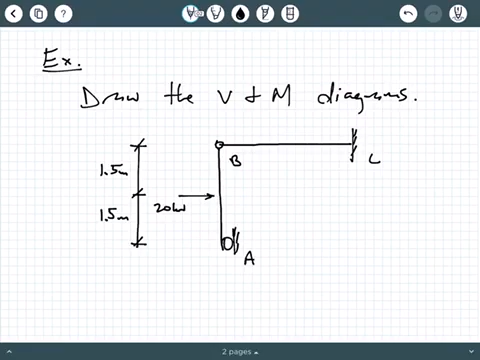 Ex.
Draw the V & M diagrams.
B
C
1.5m
1.5m
20kN
A
2 pages